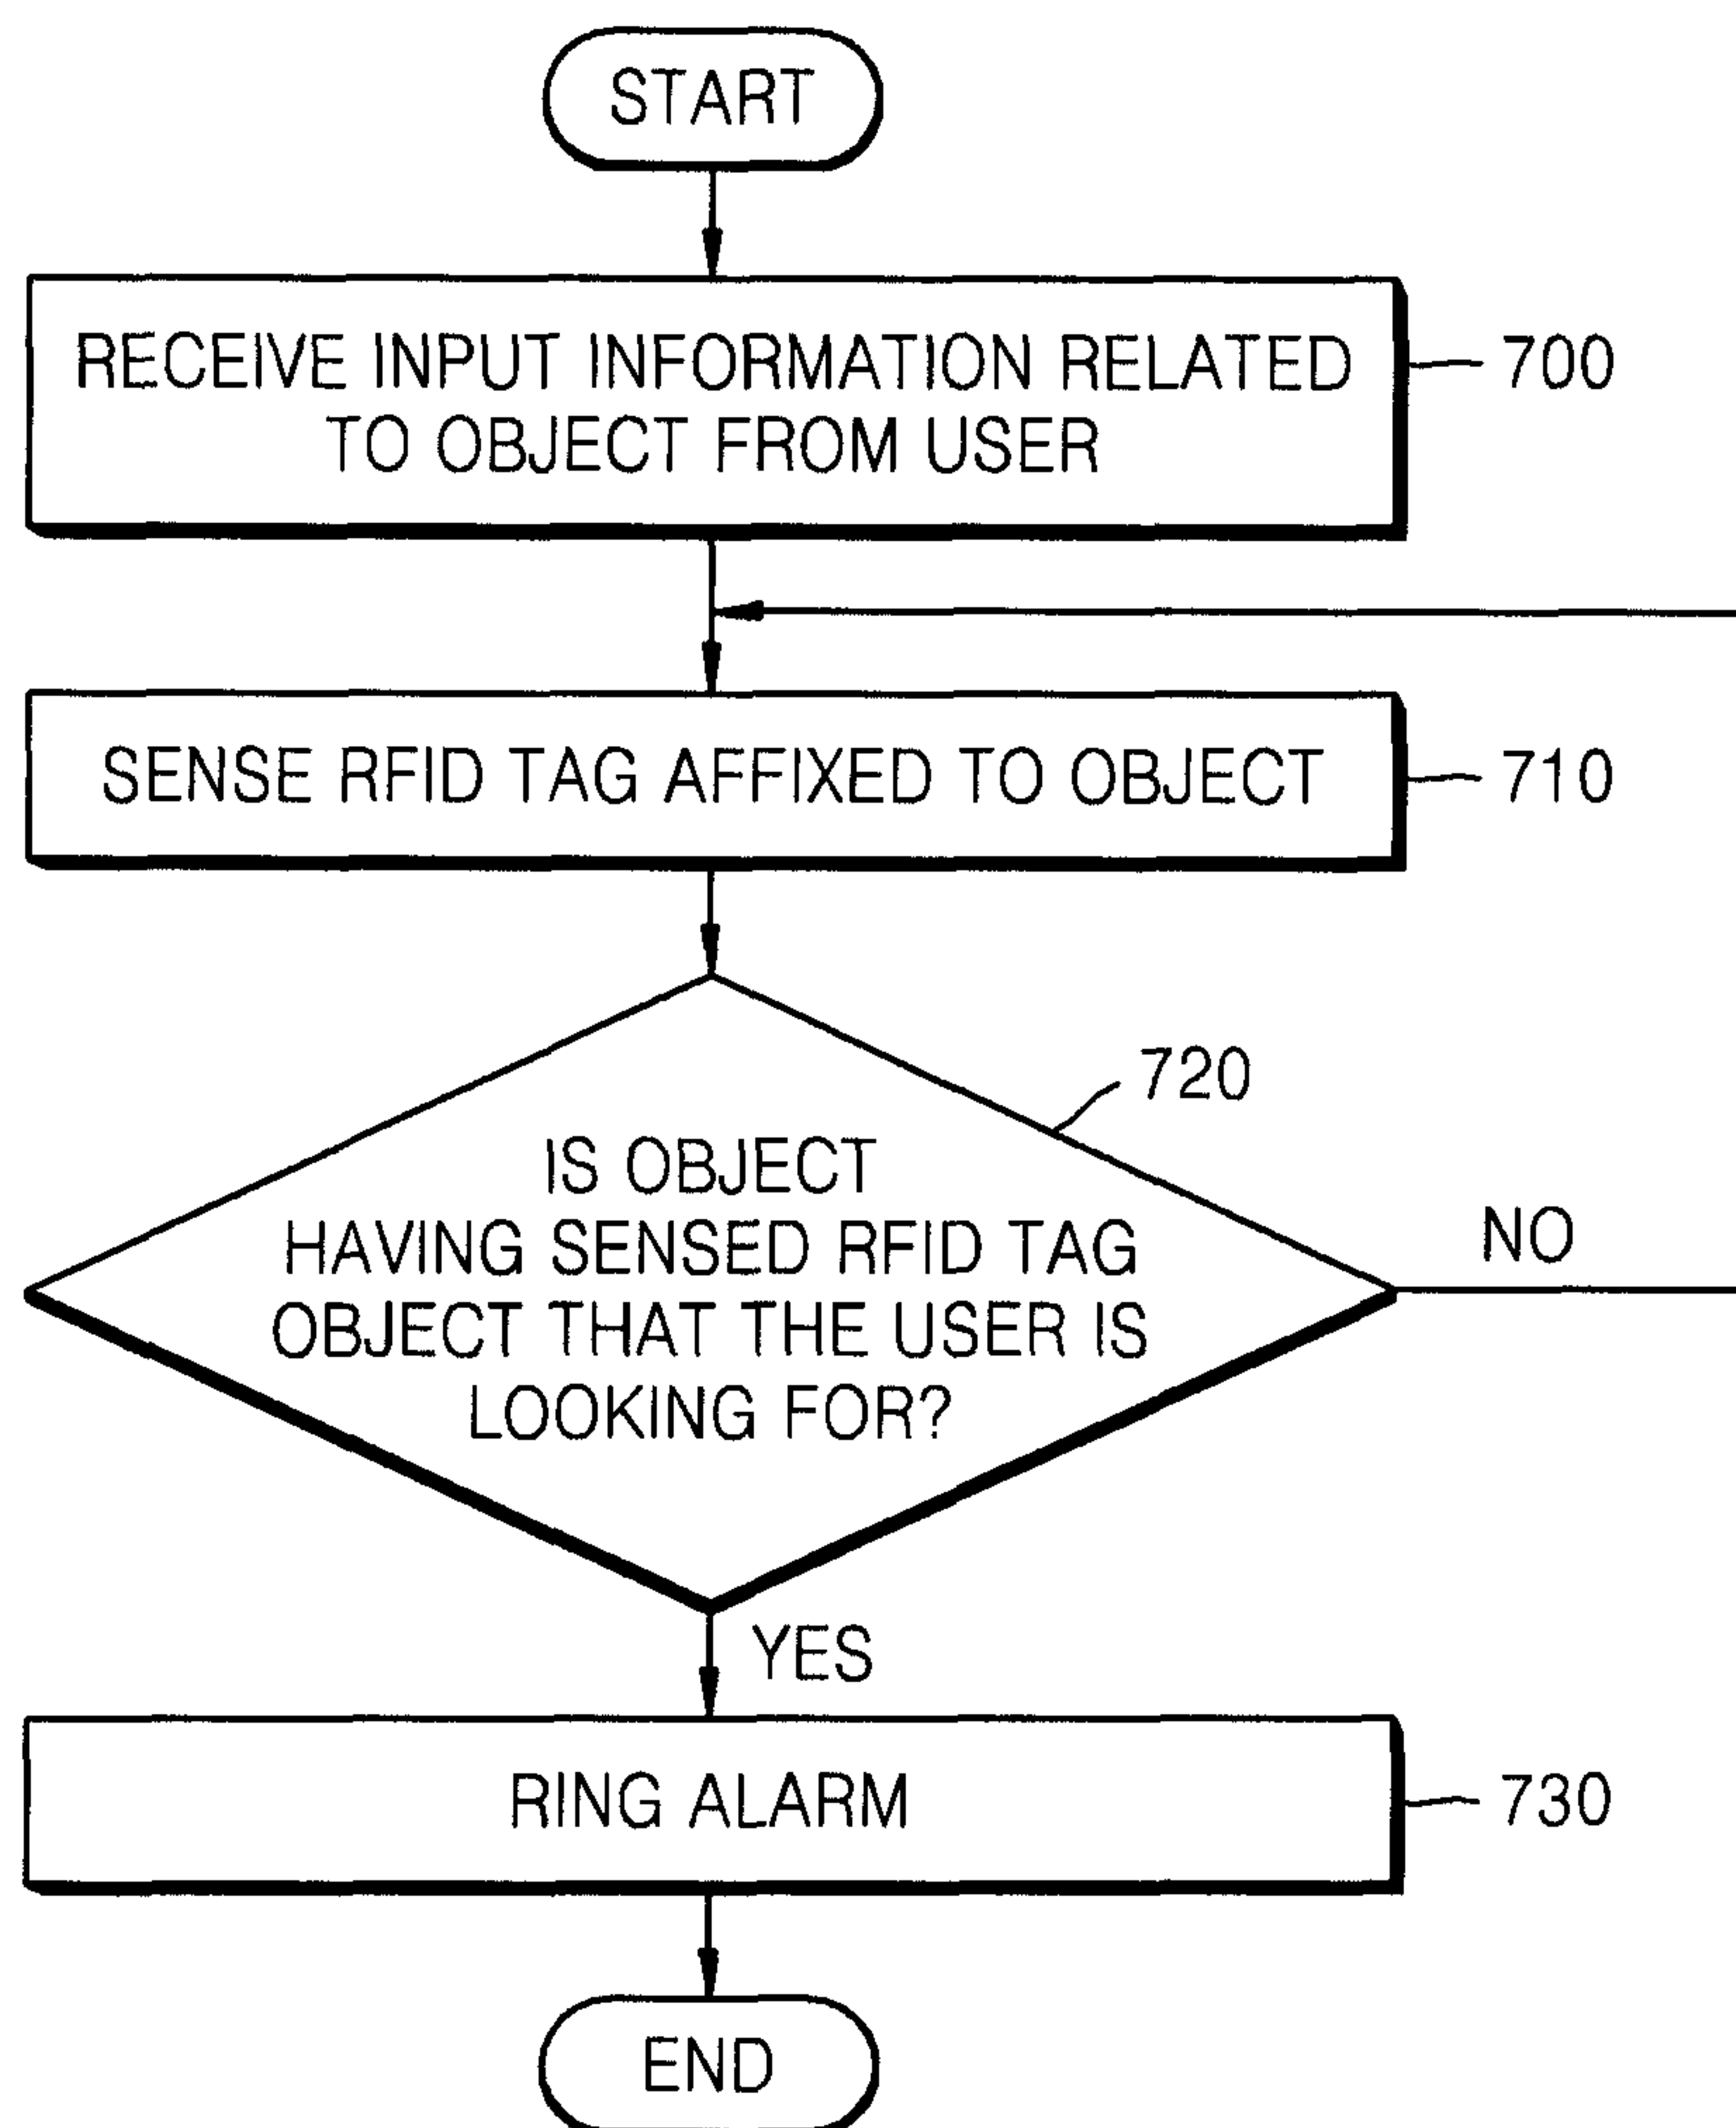 START
RECEIVE INPUT INFORMATION RELATED
TO OBJECT FROM USER
700
SENSE RFID TAG AFFIXED TO OBJECT
710
720
IS OBJECT
HAVING SENSED RFID TAG
OBJECT THAT THE USER IS
LOOKING FOR?
NO
YES
RING ALARM
730
END